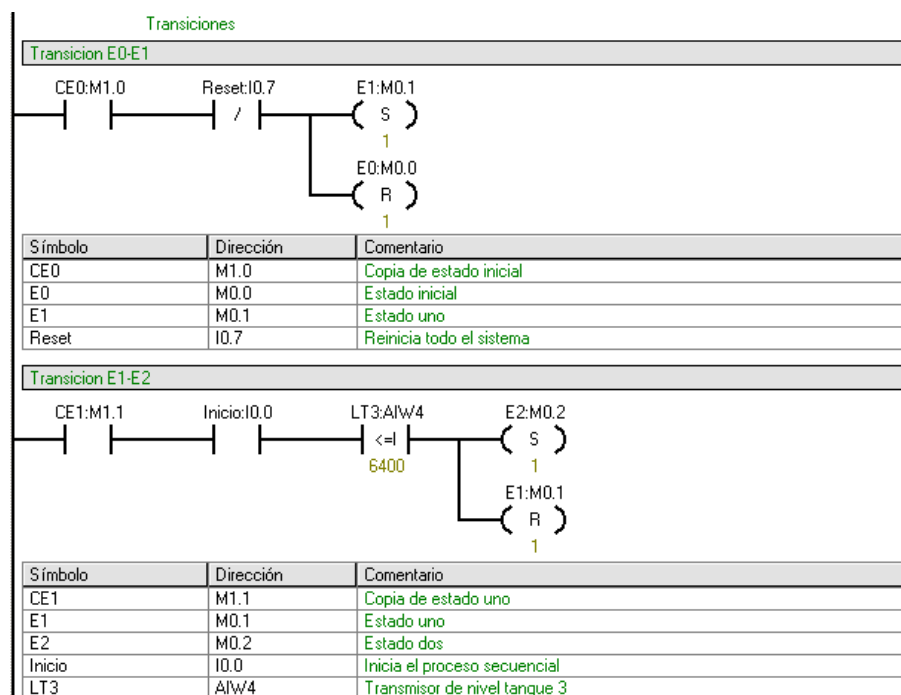 Transiciones
Transicion E0-E1
CE0:M1.0 Reset:I0.7 E1:M0.1
/ S
1
E0:M0.0
R
1
Símbolo Dirección Comentario
CE0 M1.0 Copia de estado inicial
E0 M0.0 Estado inicial
E1 M0.1 Estado uno
Reset I0.7 Reinicia todo el sistema
Transicion E1-E2
CE1:M1.1 Inicio:I0.0 LT3:AIW4 E2:M0.2
<=I S
6400 1
E1:M0.1
R
1
Símbolo Dirección Comentario
CE1 M1.1 Copia de estado uno
E1 M0.1 Estado uno
E2 M0.2 Estado dos
Inicio I0.0 Inicia el proceso secuencial
LT3 AIW4 Transmisor de nivel tanque 3